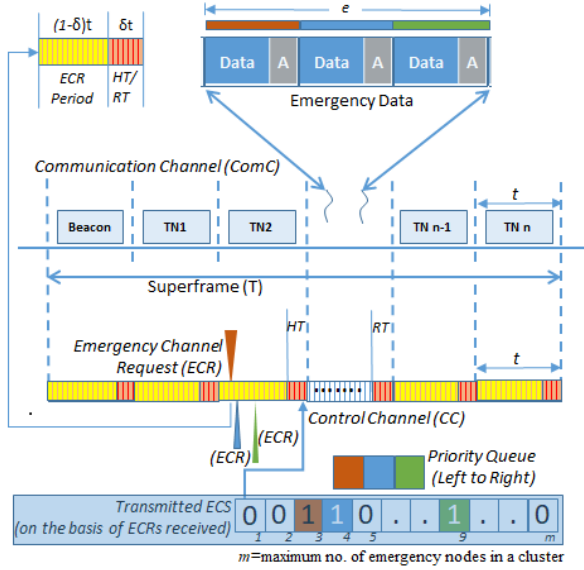 (1-δ)t δt
ECR Period HT/ RT
e
Data A Data A Data A
Emergency Data
Communication Channel (ComC)
t
Beacon TN1 TN2 TN n-1 TN n
Superframe (T)
HT RT
Emergency Channel
Request (ECR)
t
.......
.
Control Channel (CC)
(ECR) (ECR)
Priority Queue
(Left to Right)
Transmitted ECS
(on the basis of ECRs received)
0 0 1 1 0 . . 1 . . 0
1 2 3 4 5 9 m
m=maximum no. of emergency nodes in a cluster